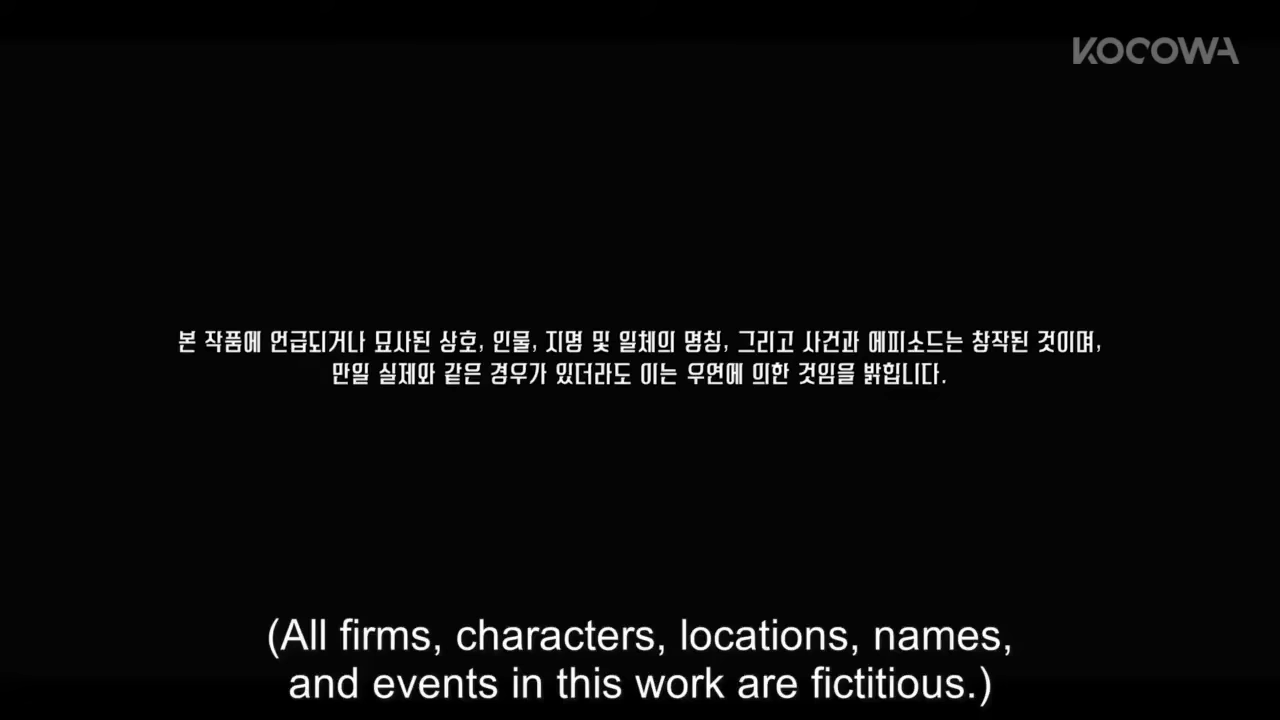 KOCOWA
본 작품에 언급되거나 묘사된 상호, 인물, 지명 및 일체의 명칭, 그리고 사건과 에피소드는 창작된 것이며,
만일 실제와 같은 경우가 있더라도 이는 우연에 의한 것임을 밝힙니다.
(All firms, characters, locations, names,
and events in this work are fictitious.)